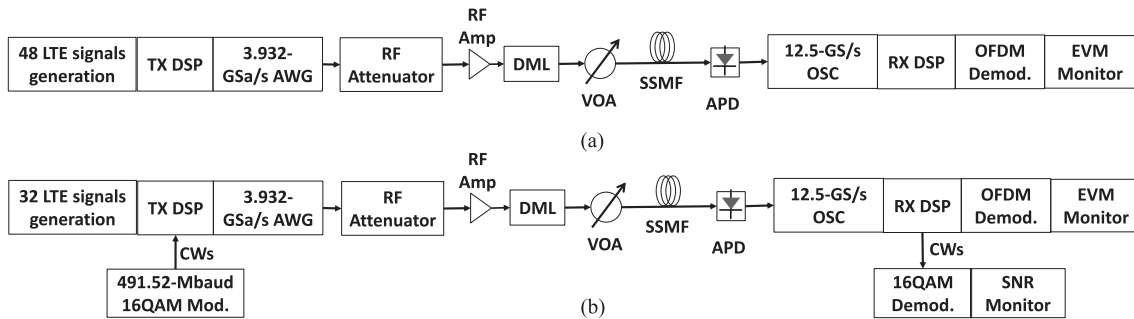 48 LTE signals generation
TX DSP
3.932-GSa/s AWG
RF Attenuator
RF Amp
DML
VOA
SSMF
APD
12.5-GS/s OSC
RX DSP
OFDM Demod.
EVM Monitor
(a)
32 LTE signals generation
TX DSP
3.932-GSa/s AWG
RF Attenuator
RF Amp
DML
VOA
SSMF
APD
12.5-GS/s OSC
RX DSP
OFDM Demod.
EVM Monitor
CWs
491.52-Mbaud 16QAM Mod.
CWs
16QAM Demod.
SNR Monitor
(b)